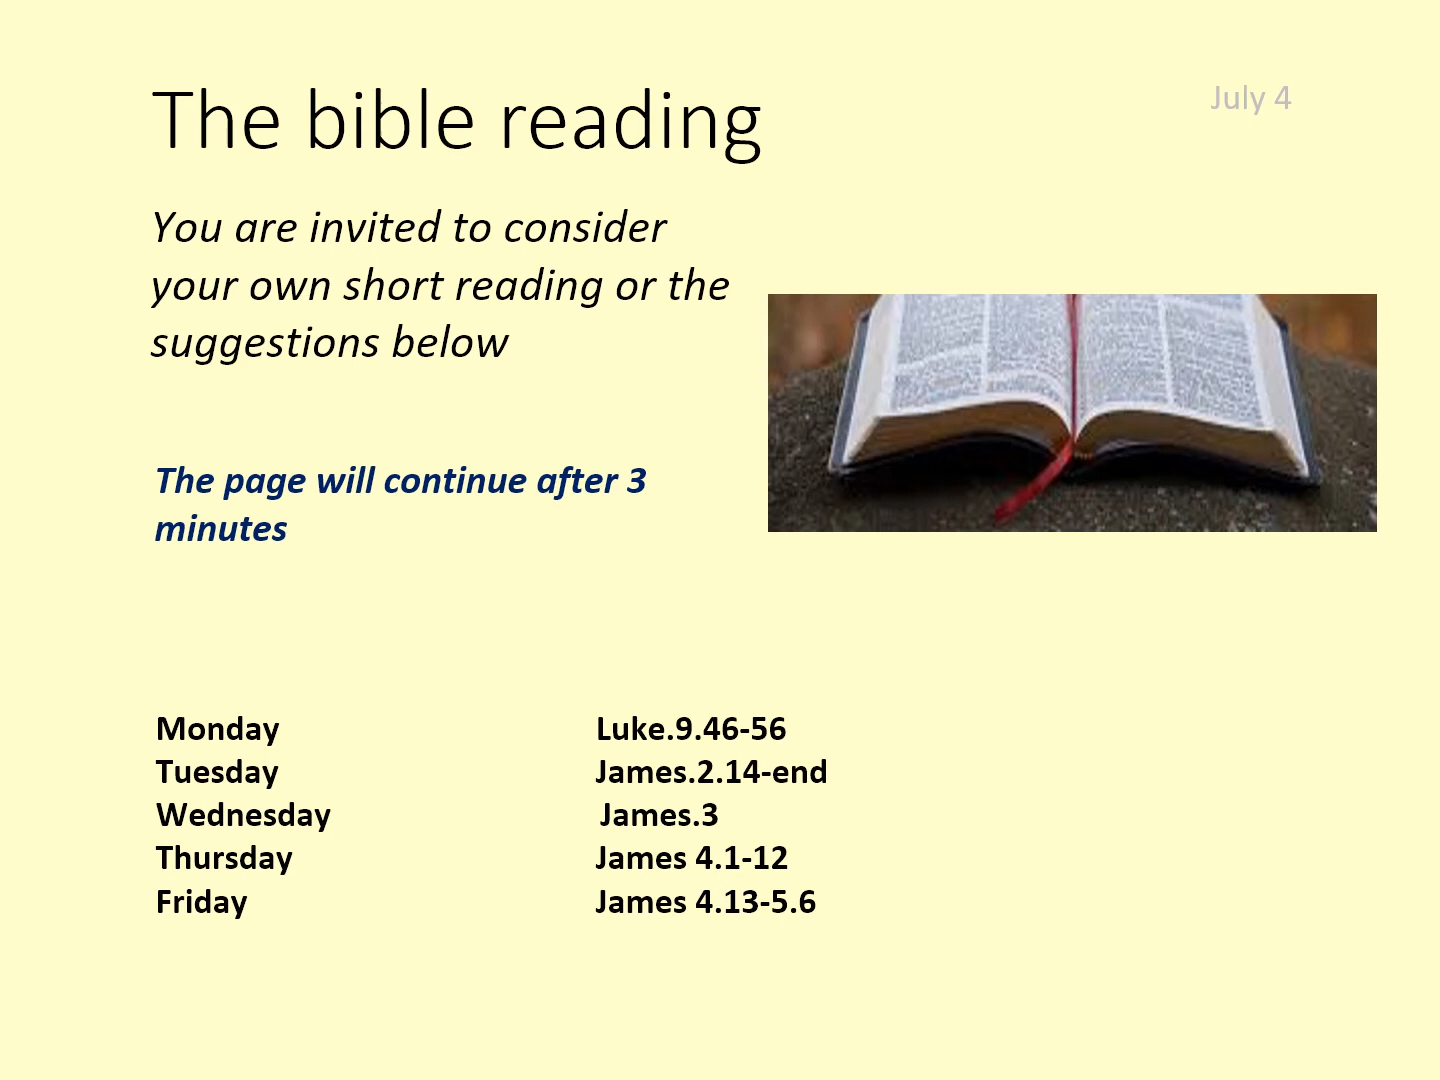 The bible reading
July 4
You are invited to consider
your own short reading or the
suggestions below
The page will continue after 3
minutes
Monday Luke.9.46-56
Tuesday James.2.14-end
Wednesday James.3
Thursday James 4.1-12
Friday James 4.13-5.6